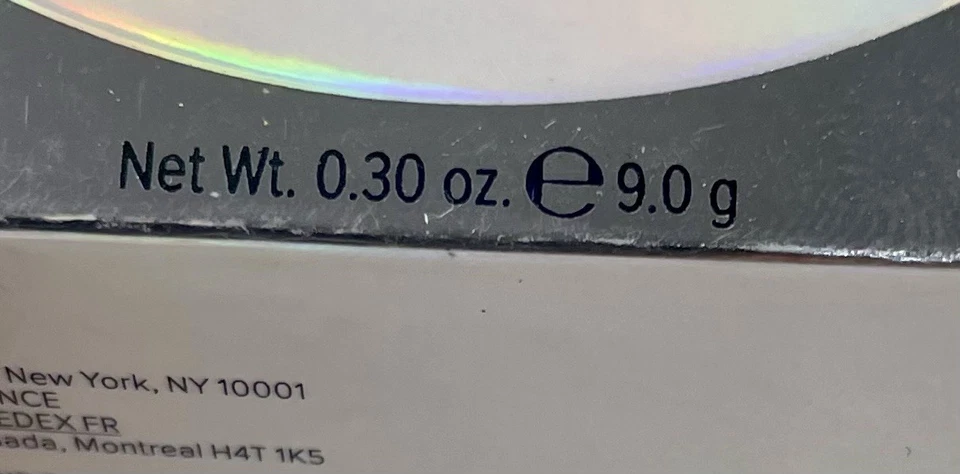 Net Wt. 0.30 oz. ℮ 9.0 g
New York, NY 10001
NCE
EDEX FR
ada, Montreal H4T 1K5